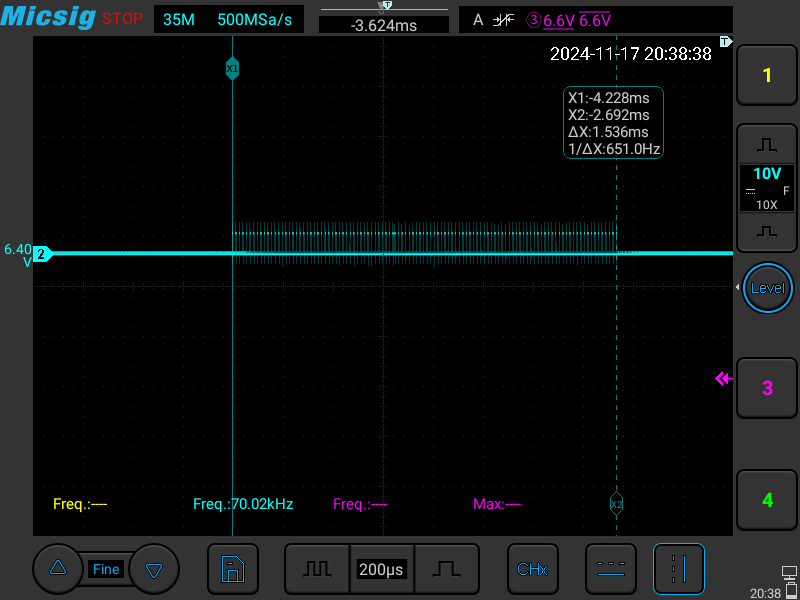 Micsig STOP 35M 500MSa/s T -3.624ms A 3 6.6V 6.6V
T
2024-11-17 20:38:38
1
X1
X1:-4.228ms
X2:-2.692ms
ΔX:1.536ms
1/ΔX:651.0Hz
10V
F
10X
6.40
V
2
Level
3
4
Freq.:---- Freq.:70.02kHz Freq.:---- Max:----
X2
Fine 200μs CHx
20:38